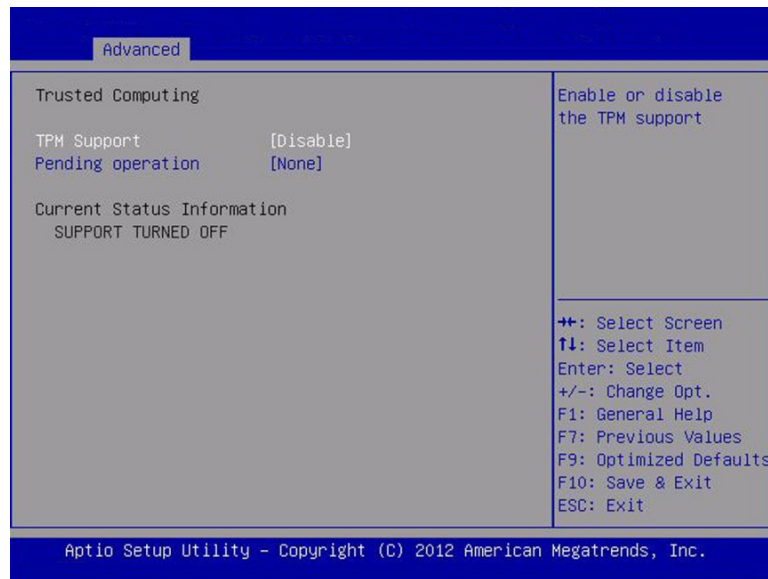 Advanced
Trusted Computing
TPM Support [Disable]
Pending operation [None]
Current Status Information
SUPPORT TURNED OFF
Enable or disable
the TPM support
→←: Select Screen
↑↓: Select Item
Enter: Select
+/-: Change Opt.
F1: General Help
F7: Previous Values
F9: Optimized Defaults
F10: Save & Exit
ESC: Exit
Aptio Setup Utility – Copyright (C) 2012 American Megatrends, Inc.